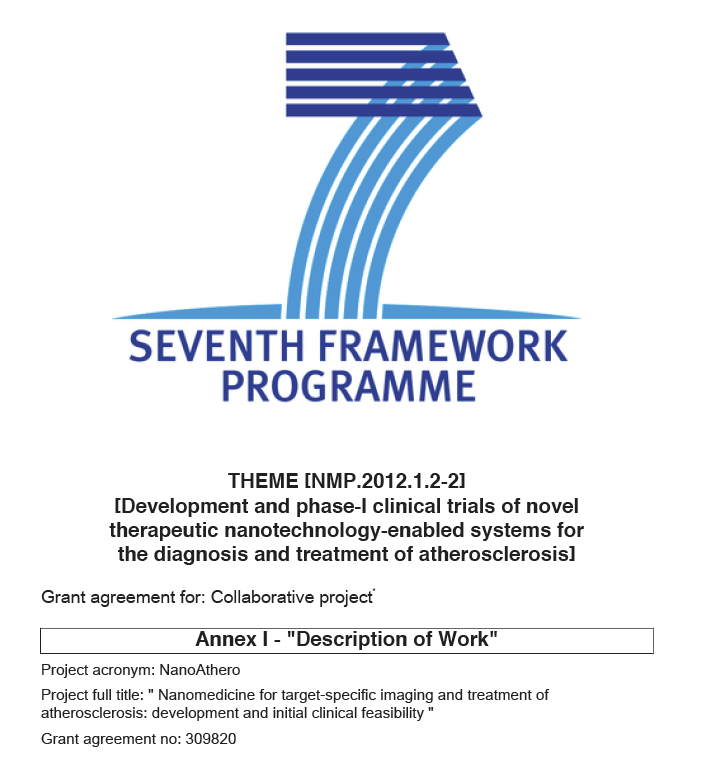 SEVENTH FRAMEWORK
PROGRAMME
THEME [NMP.2012.1.2-2]
[Development and phase-I clinical trials of novel
therapeutic nanotechnology-enabled systems for
the diagnosis and treatment of atherosclerosis]
Grant agreement for: Collaborative project*
Annex I - "Description of Work"
Project acronym: NanoAthero
Project full title: " Nanomedicine for target-specific imaging and treatment of
atherosclerosis: development and initial clinical feasibility "
Grant agreement no: 309820